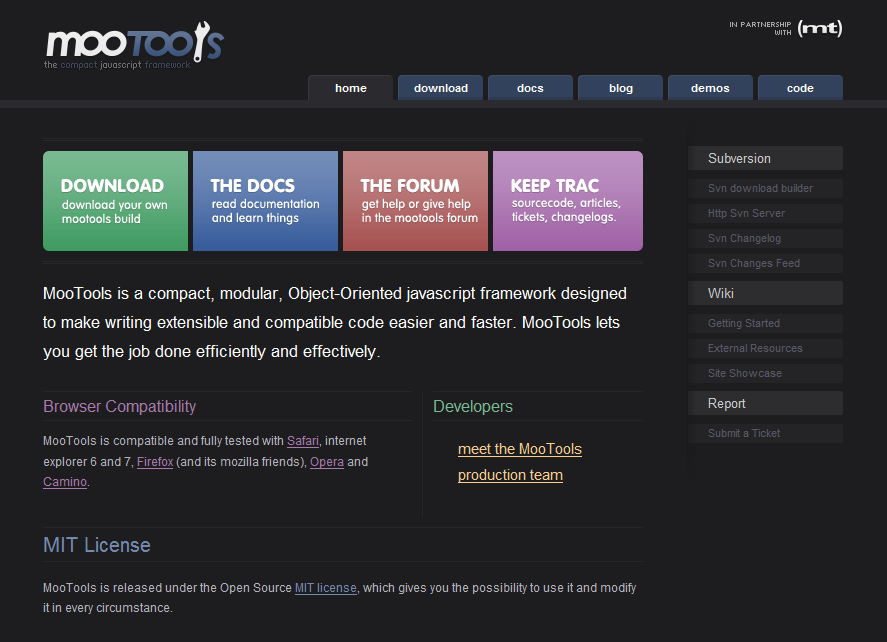 mooTools
the compact javascript framework
IN PARTNERSHIP
WITH
(mt)
home
download
docs
blog
demos
code
DOWNLOAD
download your own
mootools build
THE DOCS
read documentation
and learn things
THE FORUM
get help or give help
in the mootools forum
KEEP TRAC
sourcecode, articles,
tickets, changelogs.
MooTools is a compact, modular, Object-Oriented javascript framework designed
to make writing extensible and compatible code easier and faster. MooTools lets
you get the job done efficiently and effectively.
Browser Compatibility
MooTools is compatible and fully tested with Safari, internet
explorer 6 and 7, Firefox (and its mozilla friends), Opera and
Camino.
Developers
meet the MooTools
production team
MIT License
MooTools is released under the Open Source MIT license, which gives you the possibility to use it and modify
it in every circumstance.
Subversion
Svn download builder
Http Svn Server
Svn Changelog
Svn Changes Feed
Wiki
Getting Started
External Resources
Site Showcase
Report
Submit a Ticket